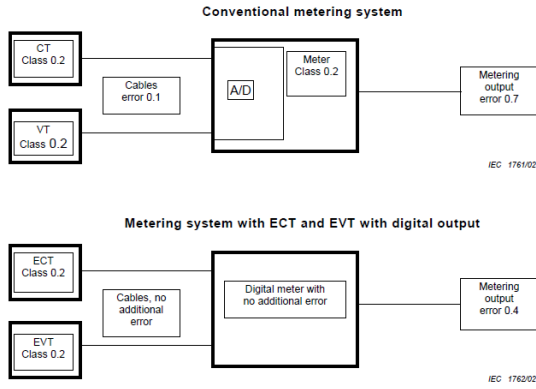 Conventional metering system
CT
Class 0.2
Cables
error 0.1
VT
Class 0.2
A/D
Meter
Class 0.2
Metering
output
error 0.7
IEC 1761/02
Metering system with ECT and EVT with digital output
ECT
Class 0.2
Cables, no
additional
error
EVT
Class 0.2
Digital meter with
no additional error
Metering
output
error 0.4
IEC 1762/02